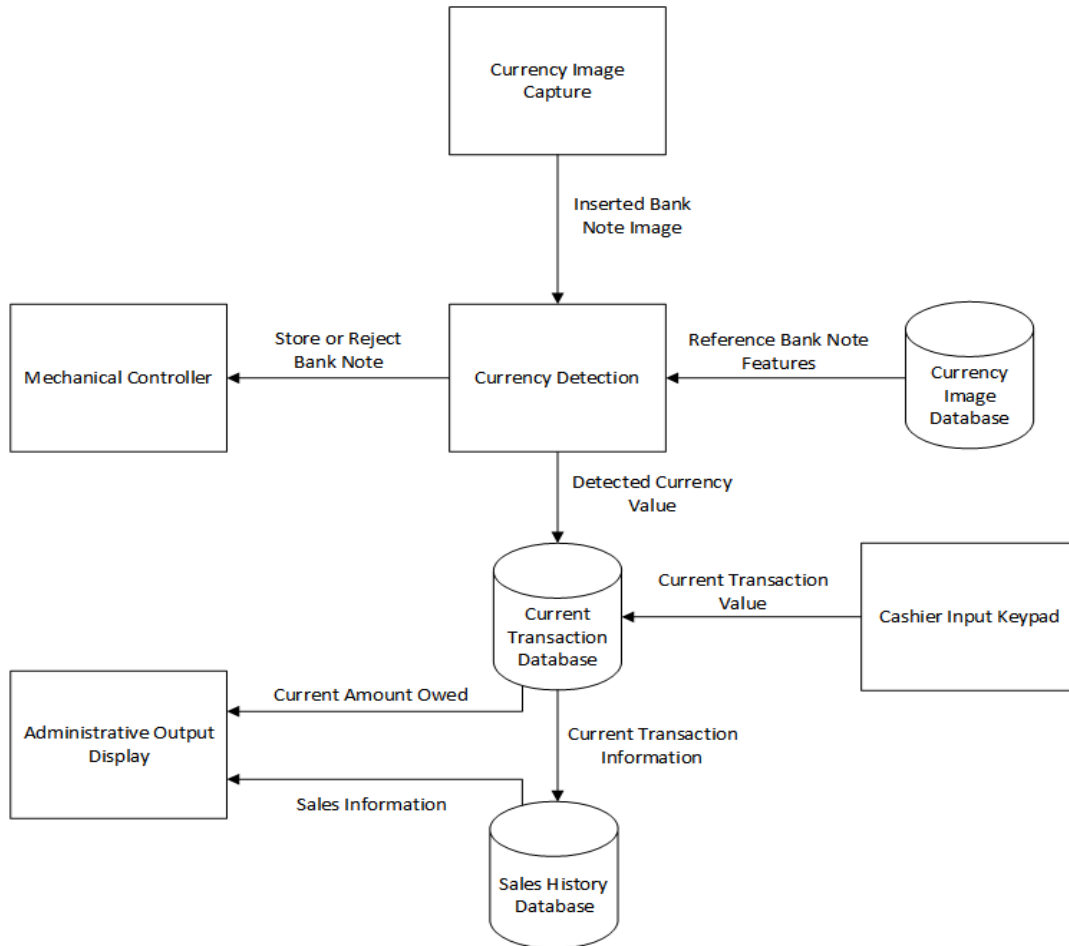 Currency Image
Capture
Inserted Bank
Note Image
Store or Reject
Bank Note
Reference Bank Note
Features
Mechanical Controller
Currency Detection
Currency
Image
Database
Detected Currency
Value
Current Transaction
Value
Current
Transaction
Database
Cashier Input Keypad
Current Amount Owed
Administrative Output
Display
Current Transaction
Information
Sales Information
Sales History
Database